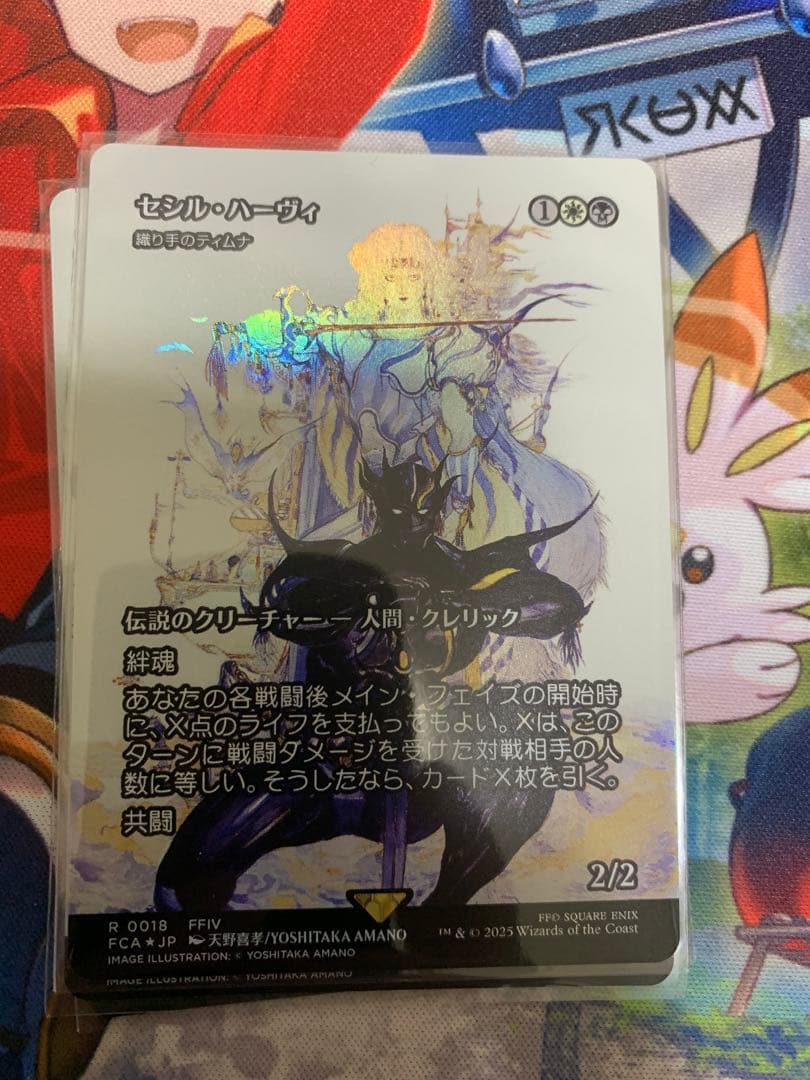 セシル・ハーヴィ
1
織り手のティムナ
伝説のクリーチャー ― 人間・クレリック
絆魂
あなたの各戦闘後メイン・フェイズの開始時
に、X点のライフを支払ってもよい。Xは、この
ターンに戦闘ダメージを受けた対戦相手の人
数に等しい。そうしたなら、カードX枚を引く。
共闘
2/2
R 0018 FFIV
FCA★JP 天野喜孝/YOSHITAKA AMANO
IMAGE ILLUSTRATION: © YOSHITAKA AMANO
FF© SQUARE ENIX
™ & © 2025 Wizards of the Coast
IMAGE ILLUSTRATION: © YOSHITAKA AMANO